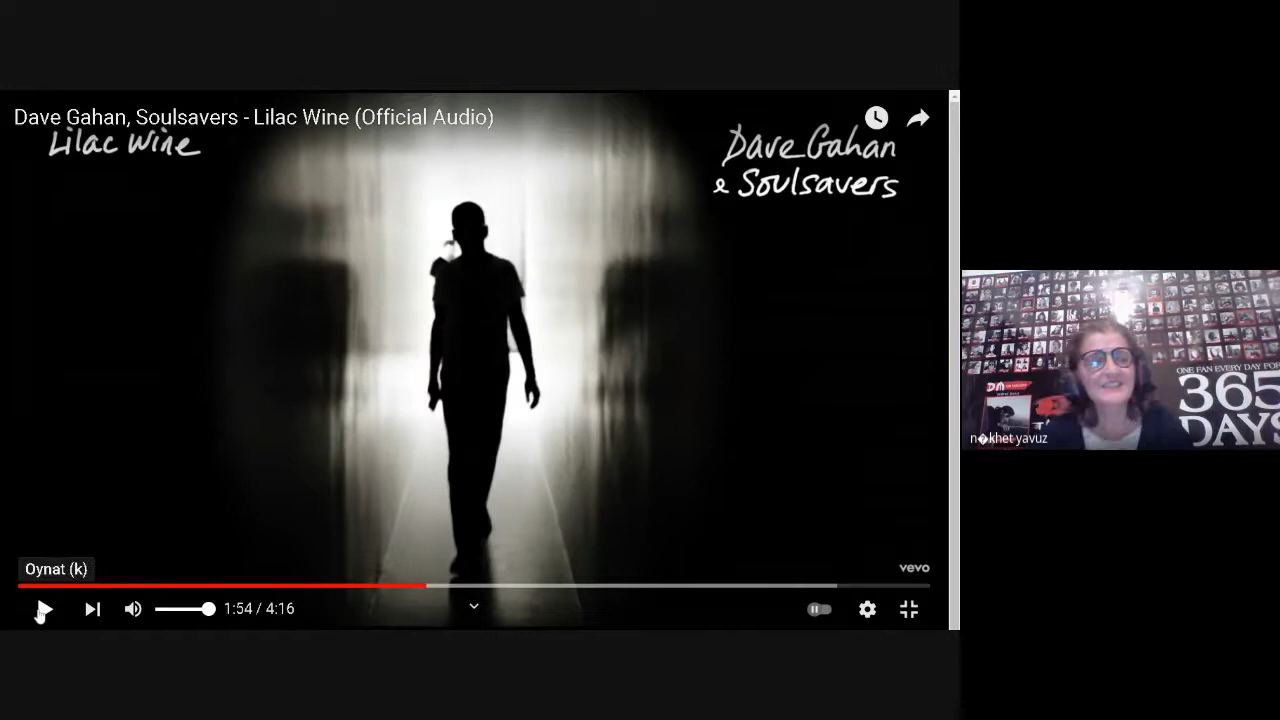 Dave Gahan, Soulsavers - Lilac Wine (Official Audio)
Lilac Wine
Dave Gahan
& Soulsavers
Oynat (k)
vevo
1:54 / 4:16
ONE FAN EVERY DAY FOR
365
DAYS
DM
n�khet yavuz